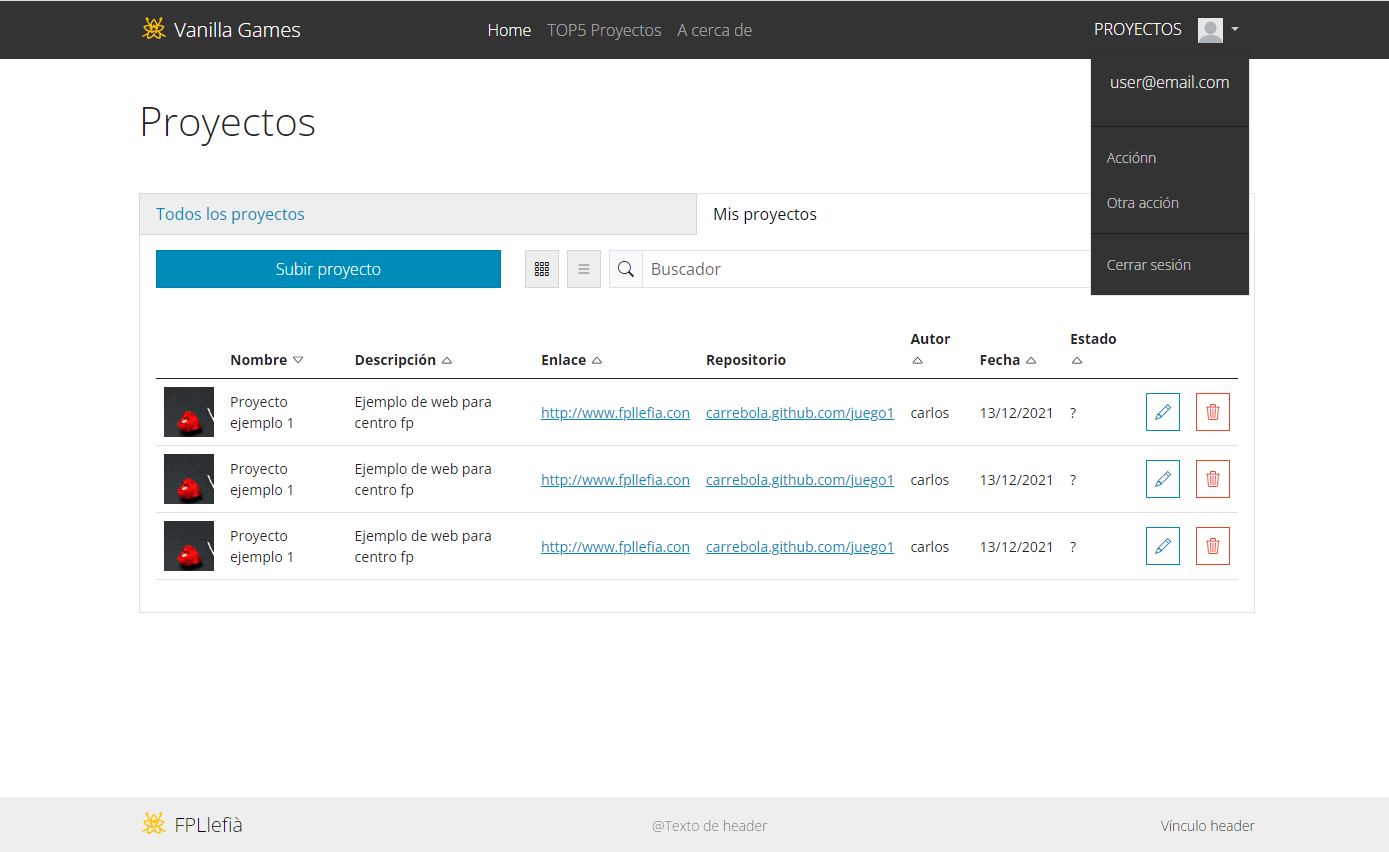 Vanilla Games
Home TOP5 Proyectos A cerca de
PROYECTOS
user@email.com
Acciónn
Otra acción
Cerrar sesión
Proyectos
Todos los proyectos
Mis proyectos
Subir proyecto
Buscador
Nombre Descripción Enlace Repositorio Autor Fecha Estado
Proyecto
ejemplo 1
Ejemplo de web para
centro fp
http://www.fpllefia.con
carrebola.github.com/juego1
carlos
13/12/2021
?
Proyecto
ejemplo 1
Ejemplo de web para
centro fp
http://www.fpllefia.con
carrebola.github.com/juego1
carlos
13/12/2021
?
Proyecto
ejemplo 1
Ejemplo de web para
centro fp
http://www.fpllefia.con
carrebola.github.com/juego1
carlos
13/12/2021
?
FPLlefià
@Texto de header
Vínculo header